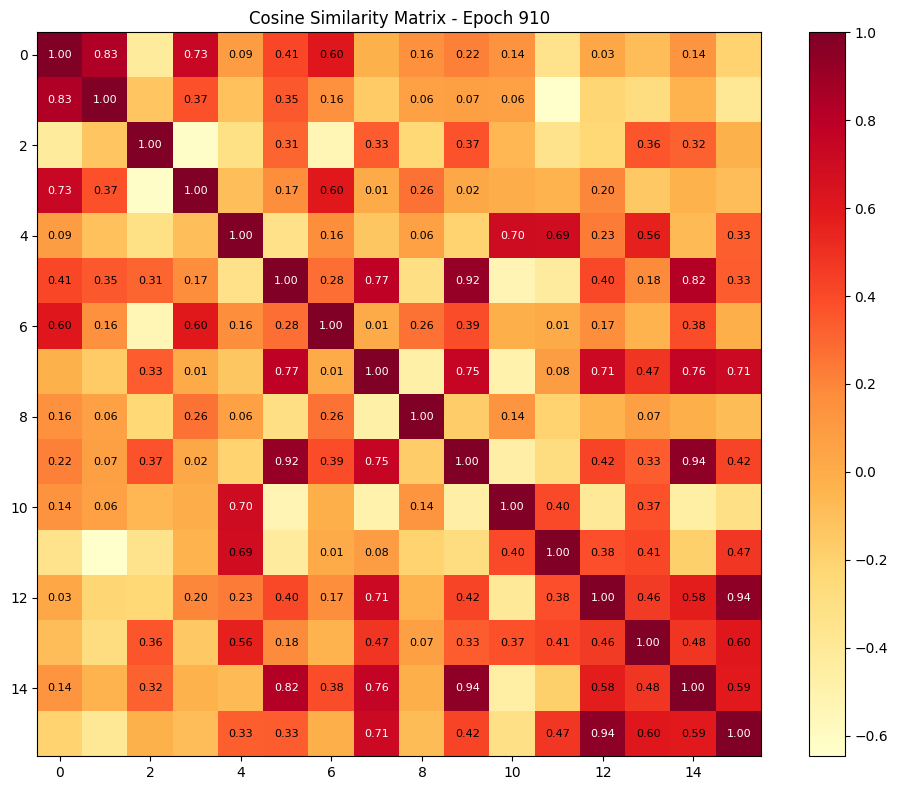 Cosine Similarity Matrix - Epoch 910
0 1.00 0.83 0.73 0.09 0.41 0.60 0.16 0.22 0.14 0.03 0.14
0.83 1.00 0.37 0.35 0.16 0.06 0.07 0.06
2 1.00 0.31 0.33 0.37 0.36 0.32
0.73 0.37 1.00 0.17 0.60 0.01 0.26 0.02 0.20
4 0.09 1.00 0.16 0.06 0.70 0.69 0.23 0.56 0.33
0.41 0.35 0.31 0.17 1.00 0.28 0.77 0.92 0.40 0.18 0.82 0.33
6 0.60 0.16 0.60 0.16 0.28 1.00 0.01 0.26 0.39 0.01 0.17 0.38
0.33 0.01 0.77 0.01 1.00 0.75 0.08 0.71 0.47 0.76 0.71
8 0.16 0.06 0.26 0.06 0.26 1.00 0.14 0.07
0.22 0.07 0.37 0.02 0.92 0.39 0.75 1.00 0.42 0.33 0.94 0.42
10 0.14 0.06 0.70 0.14 1.00 0.40 0.37
0.69 0.01 0.08 0.40 1.00 0.38 0.41 0.47
12 0.03 0.20 0.23 0.40 0.17 0.71 0.42 0.38 1.00 0.46 0.58 0.94
0.36 0.56 0.18 0.47 0.07 0.33 0.37 0.41 0.46 1.00 0.48 0.60
14 0.14 0.32 0.82 0.38 0.76 0.94 0.58 0.48 1.00 0.59
0.33 0.33 0.71 0.42 0.47 0.94 0.60 0.59 1.00
0 2 4 6 8 10 12 14
1.0
0.8
0.6
0.4
0.2
0.0
−0.2
−0.4
−0.6